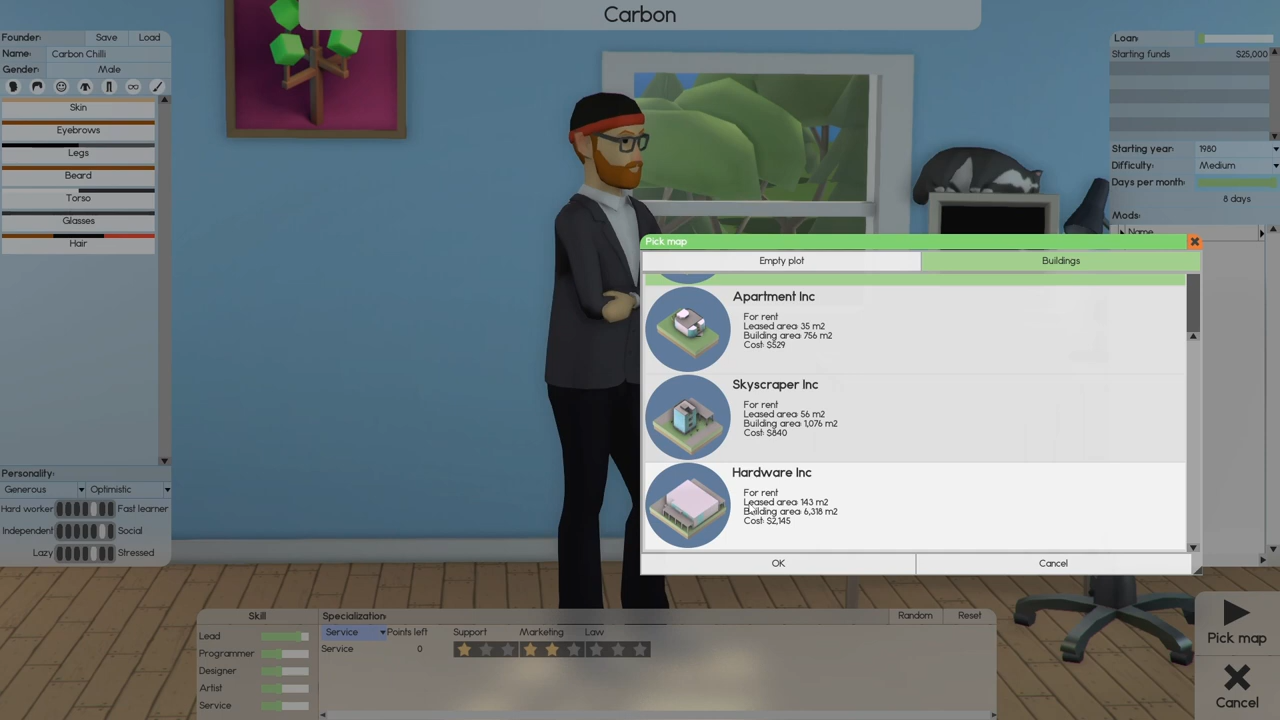 Carbon
Founder:
Save
Load
Name:
Carbon Chilli
Gender:
Male
Skin
Eyebrows
Legs
Beard
Torso
Glasses
Hair
Personality:
Generous
Optimistic
Hard worker
Fast learner
Independent
Social
Lazy
Stressed
Skill
Lead
Programmer
Designer
Artist
Service
Specialization:
Random
Reset
Service
Points left
Support
Marketing
Law
Service
0
Loan:
Starting funds
$25,000
Starting year:
1980
Difficulty:
Medium
Days per month:
8 days
Mods:
Name
Pick map
Empty plot
Buildings
Apartment Inc
For rent
Leased area: 35 m2
Building area: 756 m2
Cost: $529
Skyscraper Inc
For rent
Leased area: 56 m2
Building area: 1,076 m2
Cost: $840
Hardware Inc
For rent
Leased area: 143 m2
Building area: 6,318 m2
Cost: $2,145
OK
Cancel
Pick map
Cancel